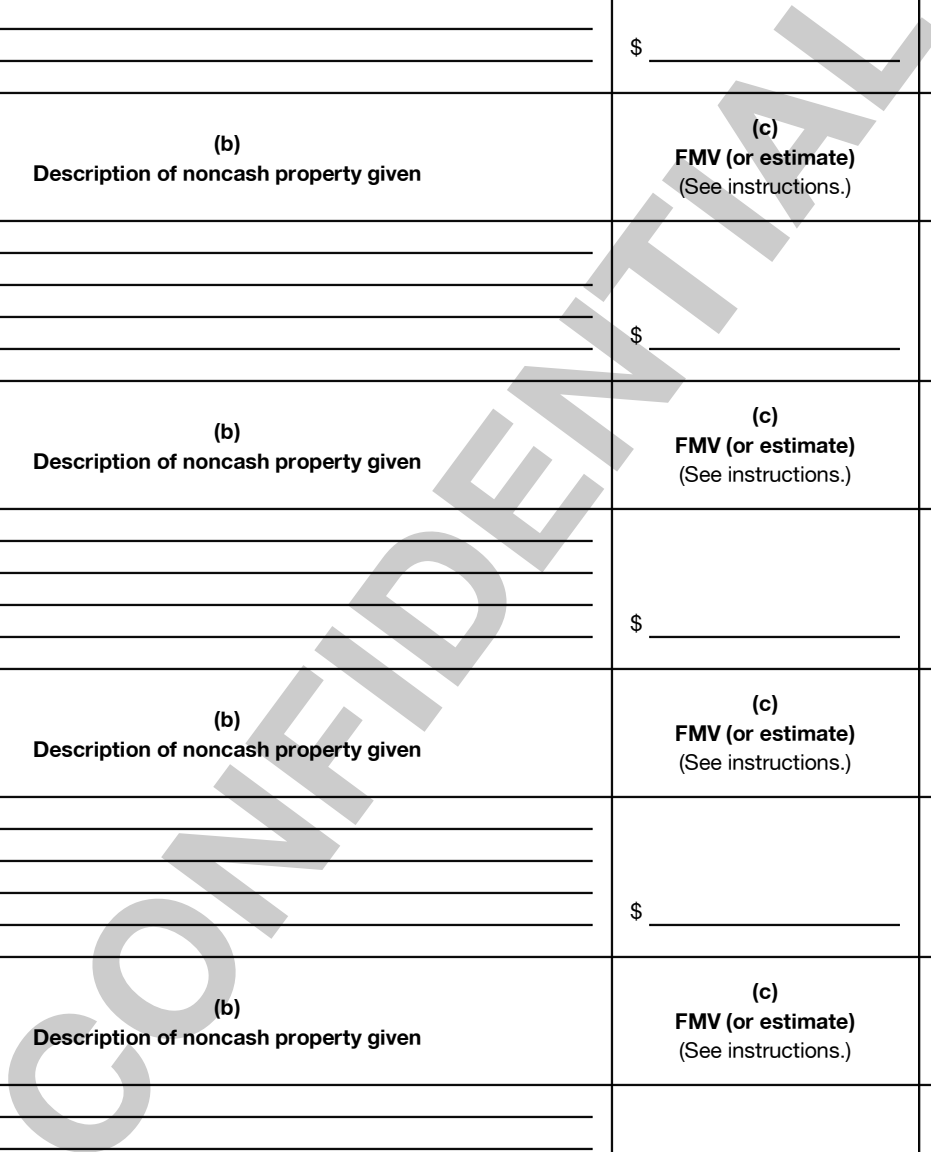 $
(b)
Description of noncash property given
(c)
FMV (or estimate)
(See instructions.)
$
(b)
Description of noncash property given
(c)
FMV (or estimate)
(See instructions.)
$
(b)
Description of noncash property given
(c)
FMV (or estimate)
(See instructions.)
$
(b)
Description of noncash property given
(c)
FMV (or estimate)
(See instructions.)
CONFIDENTIAL